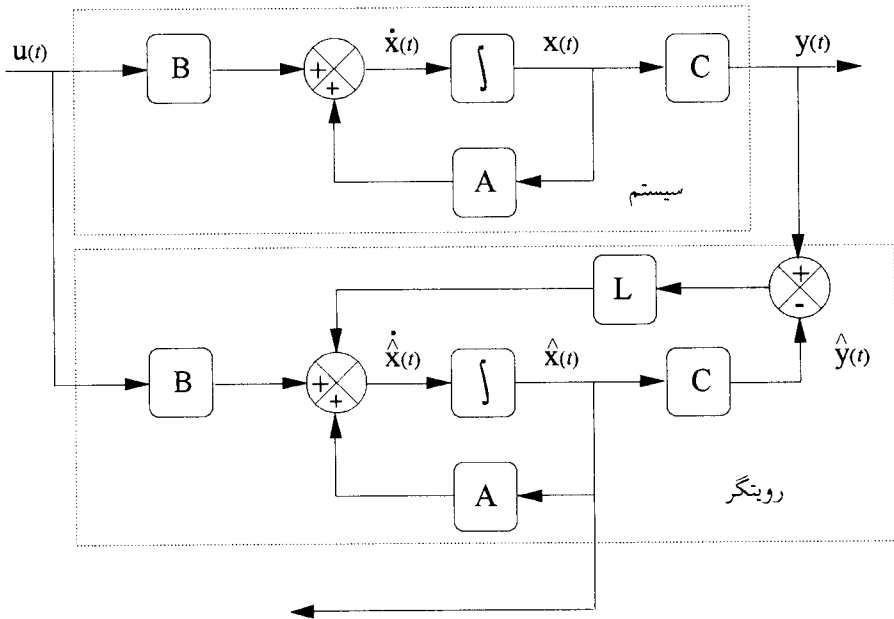 u(t)
B
+
+
ẋ(t)
∫
x(t)
C
y(t)
A
سیستم
L
+
-
B
+
+
x̂̇(t)
∫
x̂(t)
C
ŷ(t)
A
رویتگر